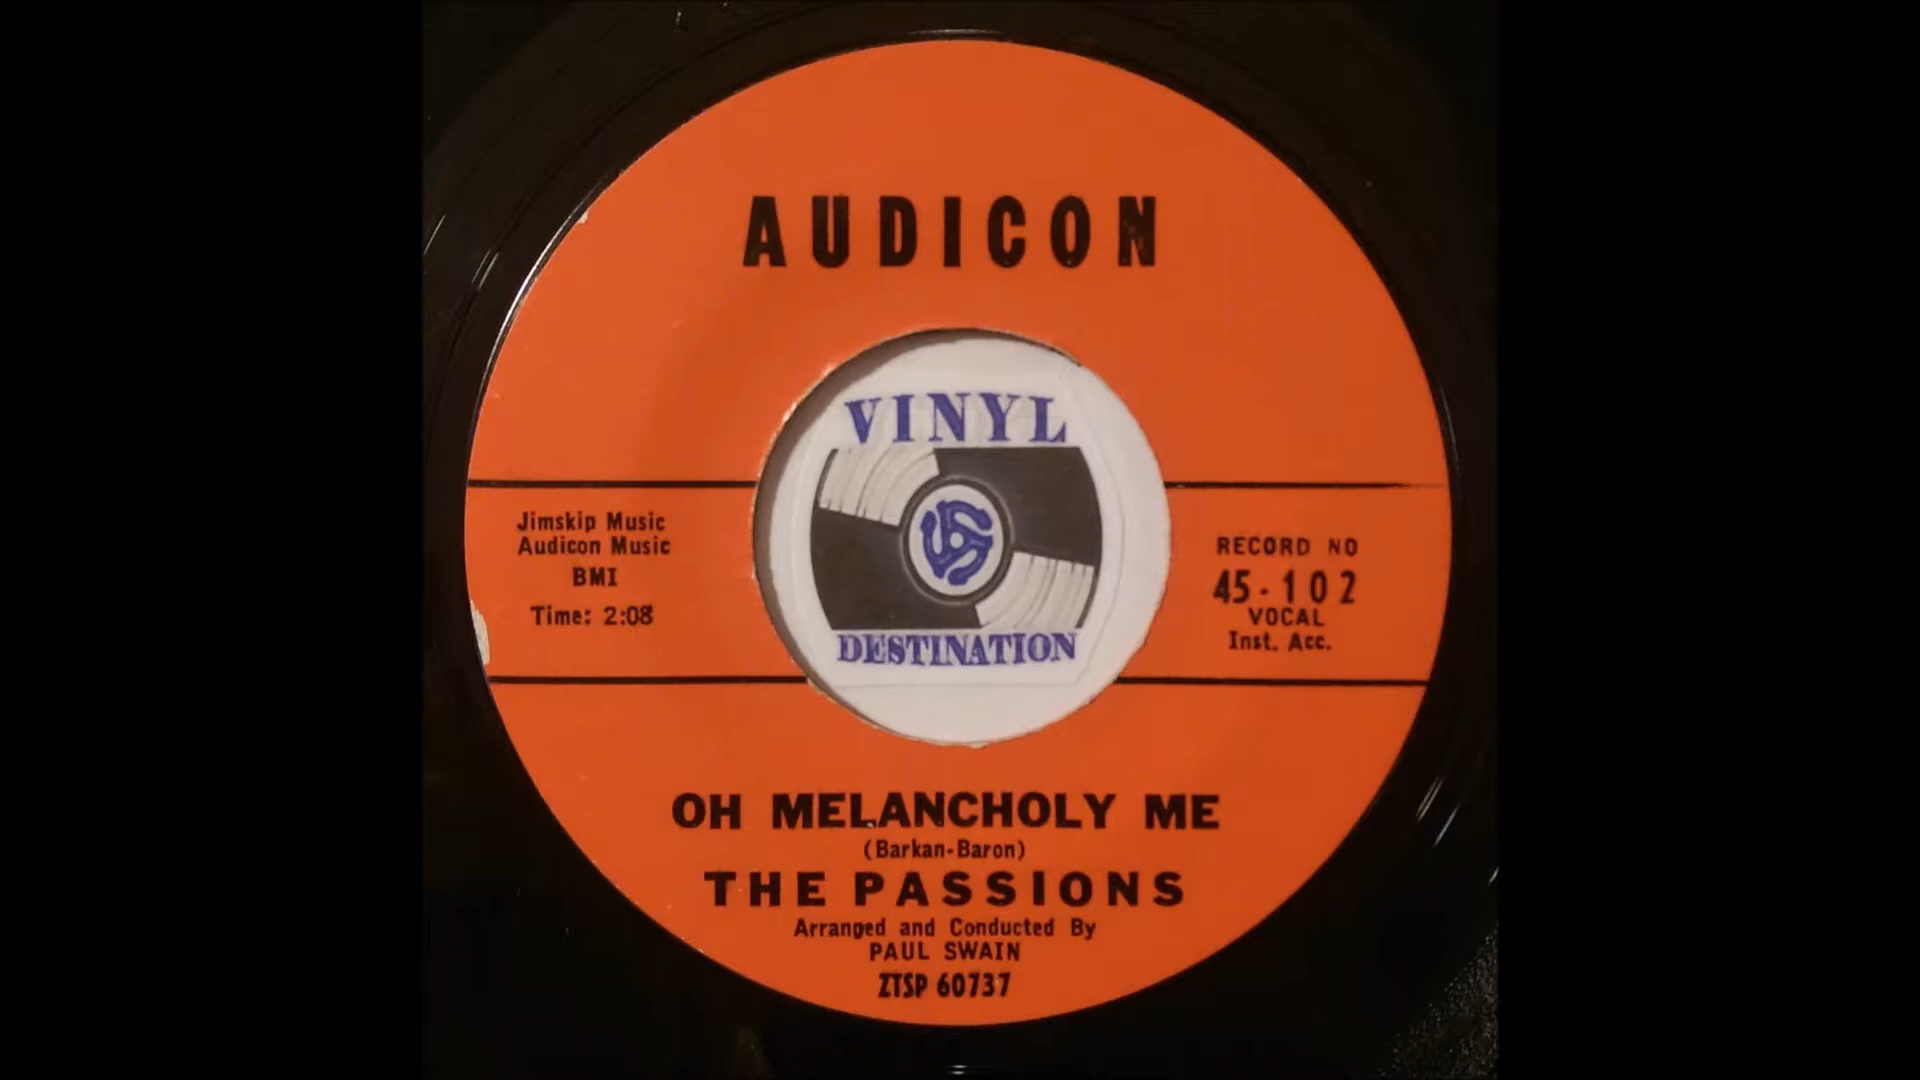 AUDICON
VINYL
DESTINATION
Jimskip Music
Audicon Music
BMI
Time: 2:08
RECORD NO
45-102
VOCAL
Inst. Acc.
OH MELANCHOLY ME
(Barkan-Baron)
THE PASSIONS
Arranged and Conducted By
PAUL SWAIN
ZTSP 60737